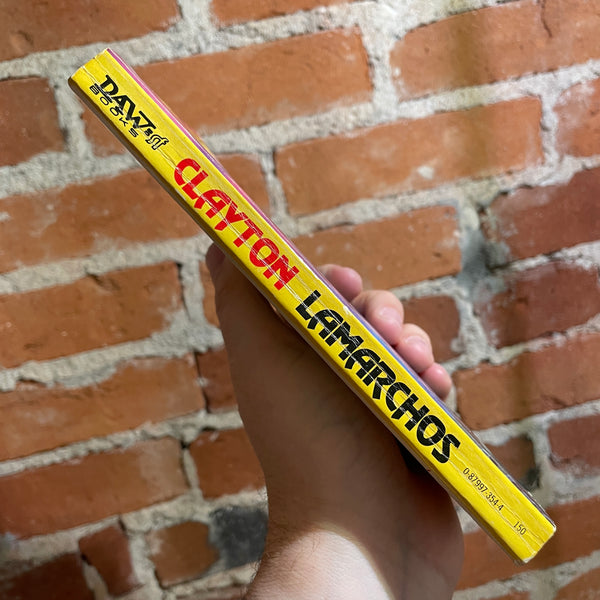 DAW sf
BOOKS
CLAYTON LAMARCHOS
0-87997-354-4 150